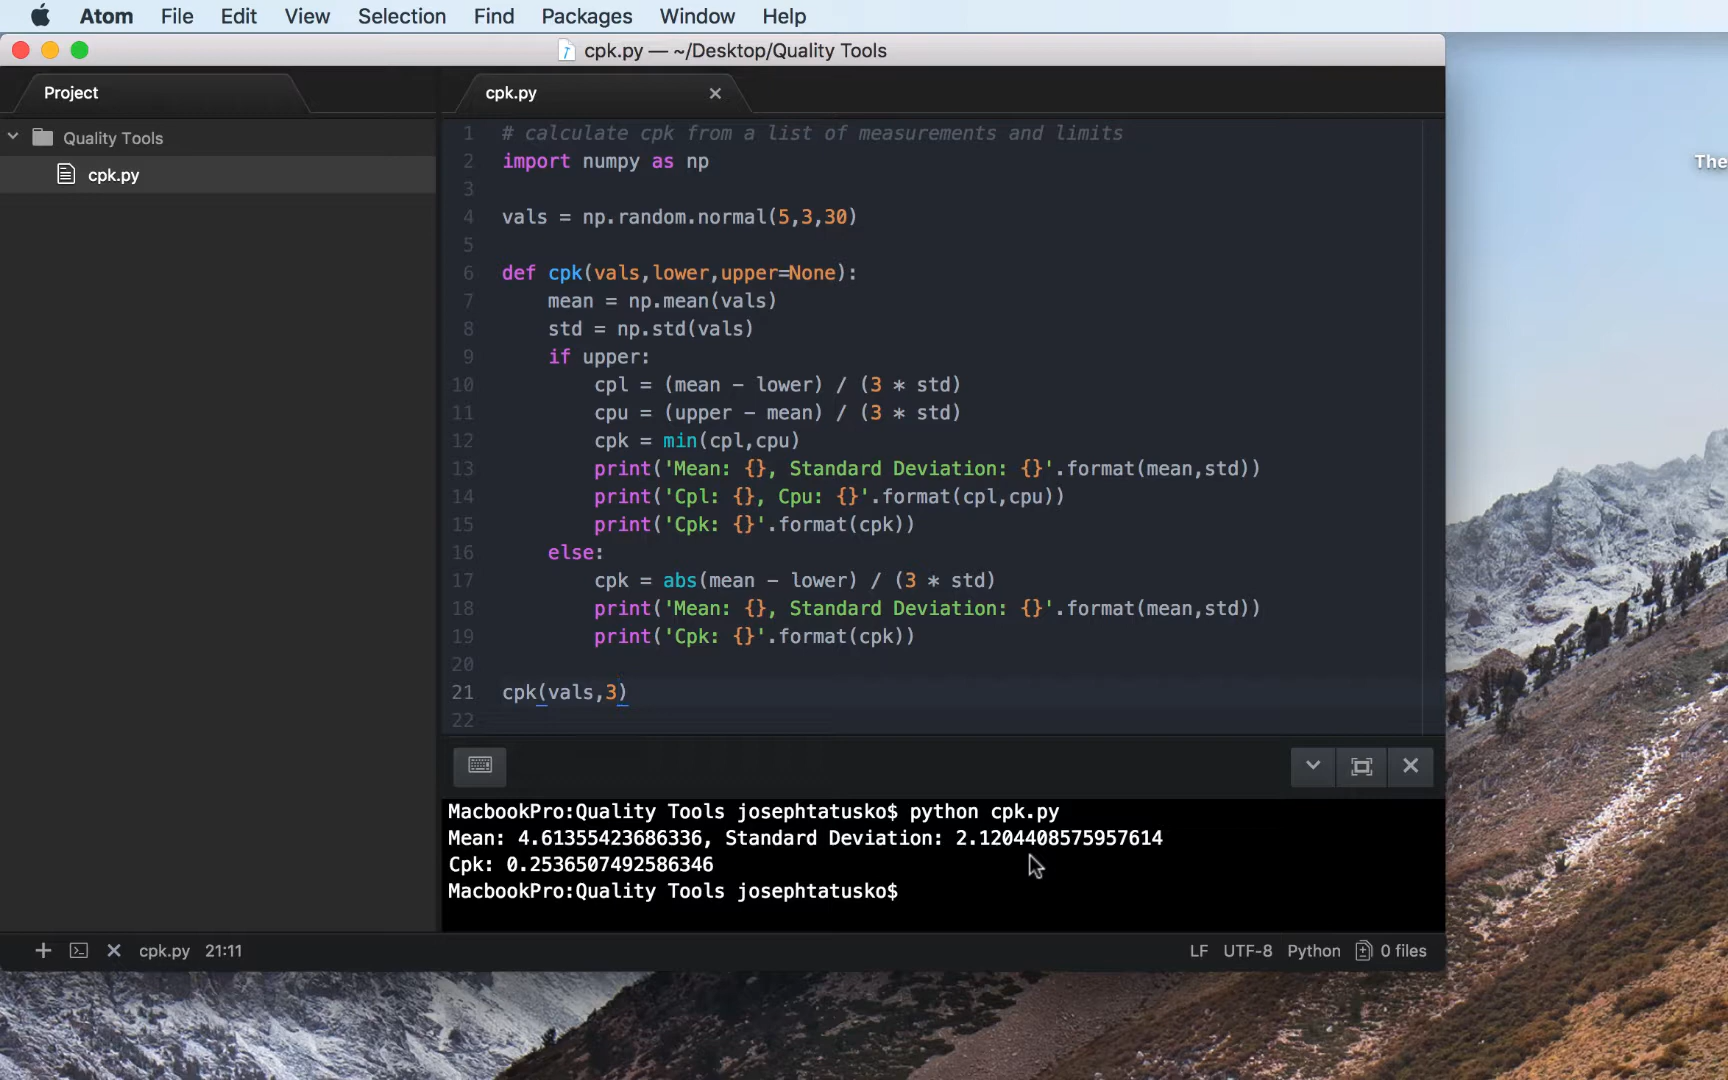 Atom File Edit View Selection Find Packages Window Help
cpk.py — ~/Desktop/Quality Tools
Project
cpk.py
Quality Tools
cpk.py
1 # calculate cpk from a list of measurements and limits
2 import numpy as np
3
4 vals = np.random.normal(5,3,30)
5
6 def cpk(vals,lower,upper=None):
7 mean = np.mean(vals)
8 std = np.std(vals)
9 if upper:
10 cpl = (mean - lower) / (3 * std)
11 cpu = (upper - mean) / (3 * std)
12 cpk = min(cpl,cpu)
13 print('Mean: {}, Standard Deviation: {}'.format(mean,std))
14 print('Cpl: {}, Cpu: {}'.format(cpl,cpu))
15 print('Cpk: {}'.format(cpk))
16 else:
17 cpk = abs(mean - lower) / (3 * std)
18 print('Mean: {}, Standard Deviation: {}'.format(mean,std))
19 print('Cpk: {}'.format(cpk))
20
21 cpk(vals,3)
22
The
MacbookPro:Quality Tools josephtatusko$ python cpk.py
Mean: 4.61355423686336, Standard Deviation: 2.1204408575957614
Cpk: 0.2536507492586346
MacbookPro:Quality Tools josephtatusko$
cpk.py 21:11
LF UTF-8 Python 0 files